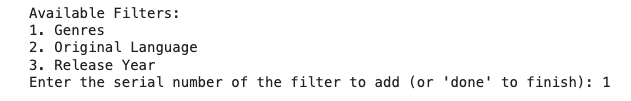 Available Filters:
1. Genres
2. Original Language
3. Release Year
Enter the serial number of the filter to add (or 'done' to finish): 1